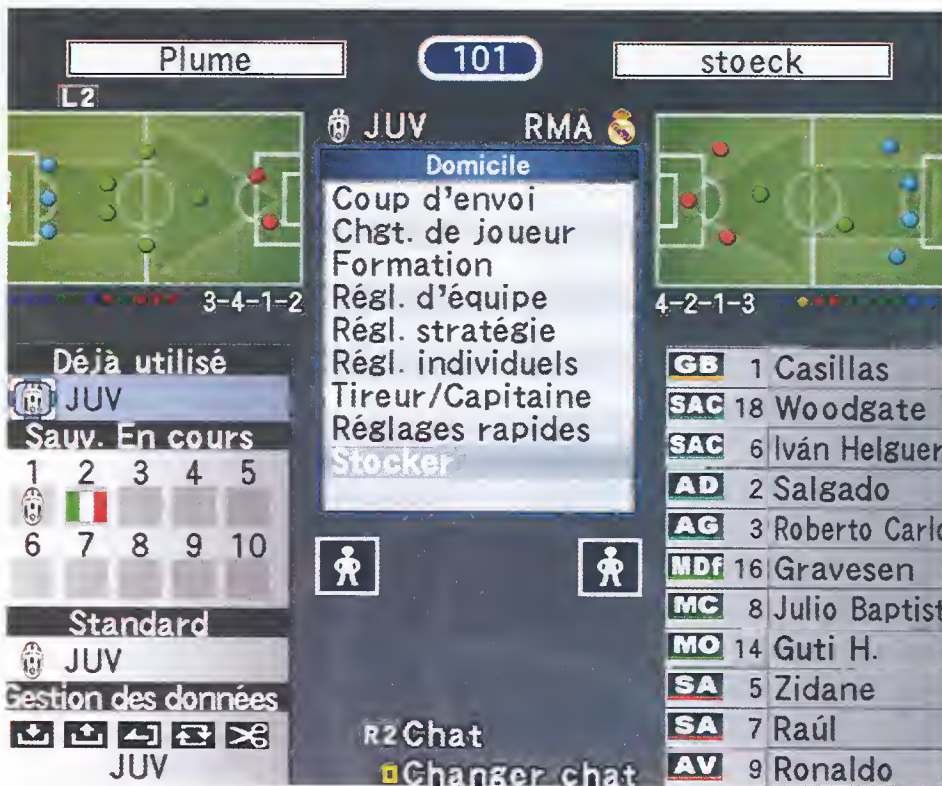 Plume
101
stoeck
L2
JUV
RMA
Domicile
Coup d'envoi
Chgt. de joueur
Formation
Régl. d'équipe
Régl. stratégie
Régl. individuels
Tireur/Capitaine
Réglages rapides
Stocker
3-4-1-2
4-2-1-3
Déjà utilisé
JUV
Sauv. En cours
1 2 3 4 5
6 7 8 9 10
Standard
JUV
Gestion des données
JUV
R2 Chat
Changer chat
GB 1 Casillas
SAC 18 Woodgate
SAC 6 Iván Helguer
AD 2 Salgado
AG 3 Roberto Carlo
MDf 16 Gravesen
MC 8 Julio Baptist
MO 14 Guti H.
SA 5 Zidane
SA 7 Raúl
AV 9 Ronaldo